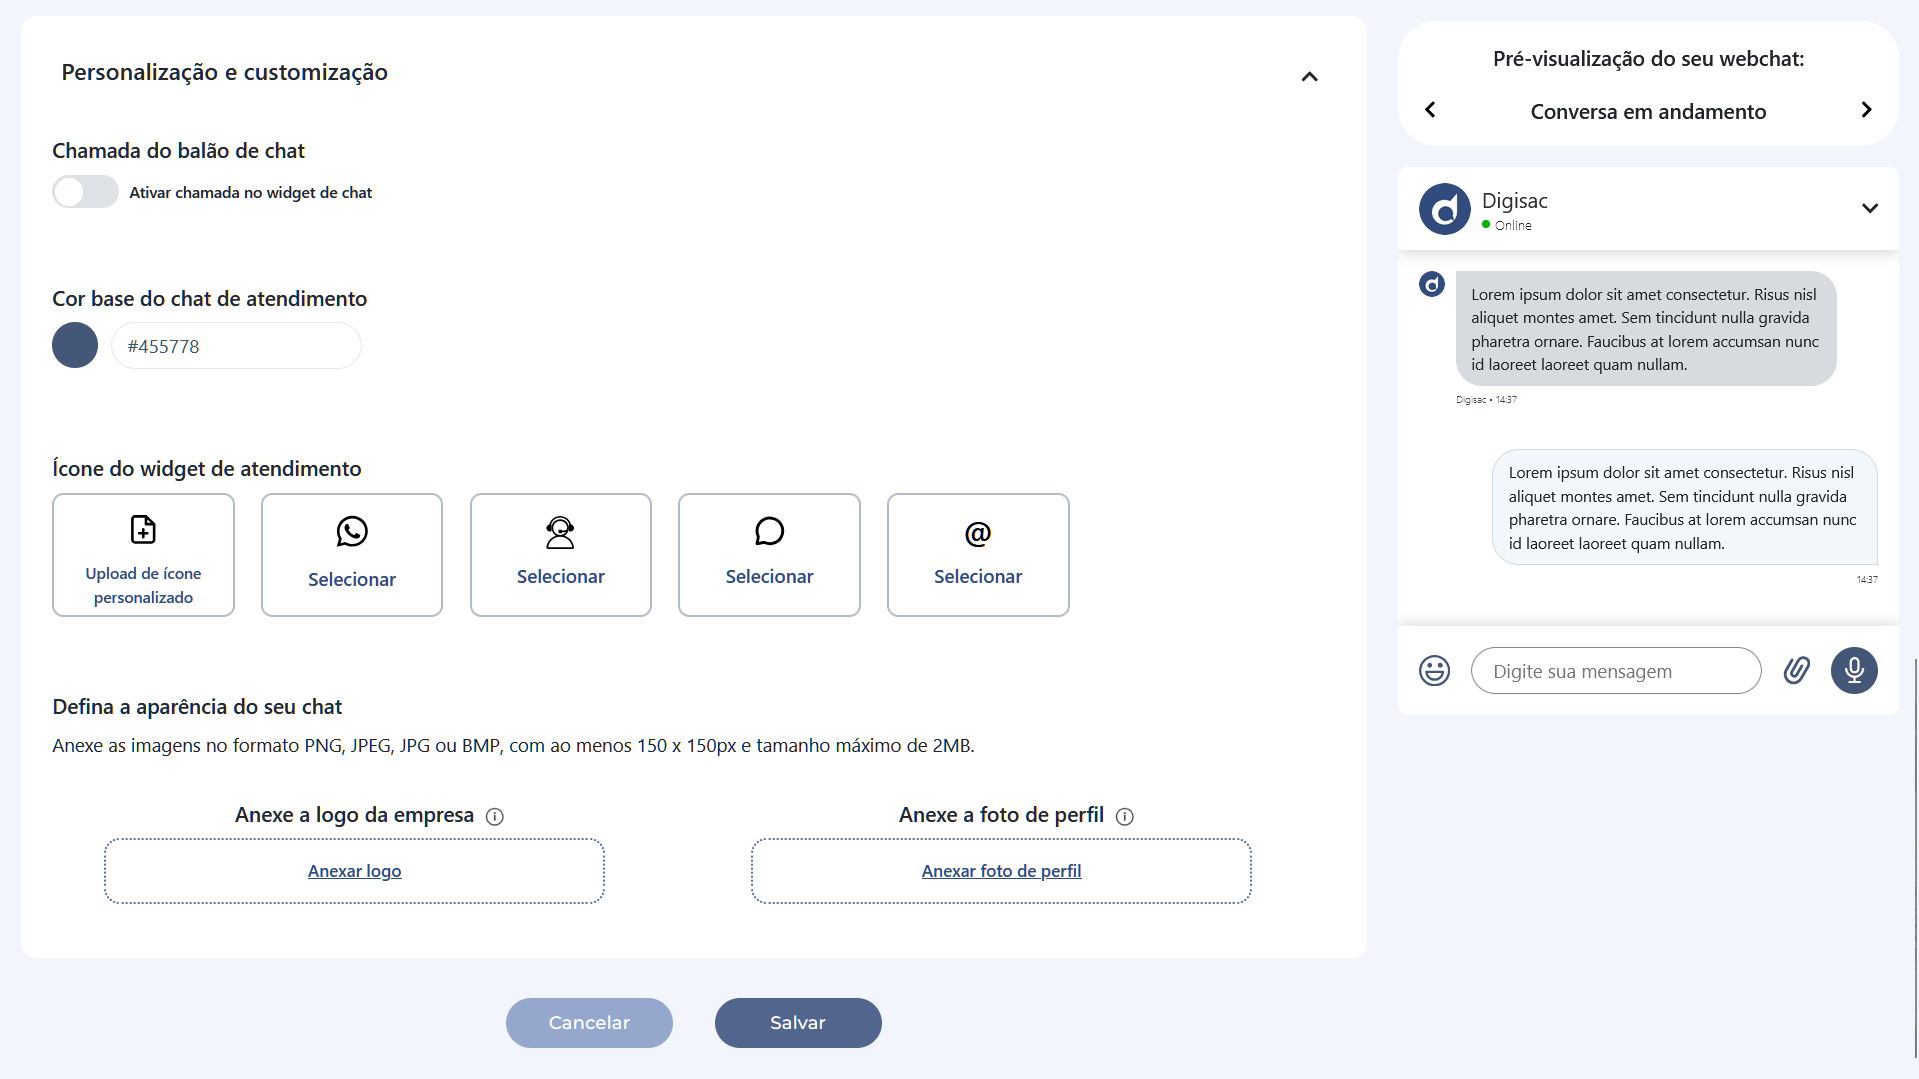 Personalização e customização
Chamada do balão de chat
Ativar chamada no widget de chat
Cor base do chat de atendimento
#455778
Ícone do widget de atendimento
Upload de ícone
personalizado
Selecionar
Selecionar
Selecionar
@
Selecionar
Defina a aparência do seu chat
Anexe as imagens no formato PNG, JPEG, JPG ou BMP, com ao menos 150 x 150px e tamanho máximo de 2MB.
Anexe a logo da empresa
Anexar logo
Anexe a foto de perfil
Anexar foto de perfil
Cancelar
Salvar
Pré-visualização do seu webchat:
Conversa em andamento
Digisac
Online
Lorem ipsum dolor sit amet consectetur. Risus nisl
aliquet montes amet. Sem tincidunt nulla gravida
pharetra ornare. Faucibus at lorem accumsan nunc
id laoreet laoreet quam nullam.
Digisac • 14:37
Lorem ipsum dolor sit amet consectetur. Risus nisl
aliquet montes amet. Sem tincidunt nulla gravida
pharetra ornare. Faucibus at lorem accumsan nunc
id laoreet laoreet quam nullam.
14:37
Digite sua mensagem